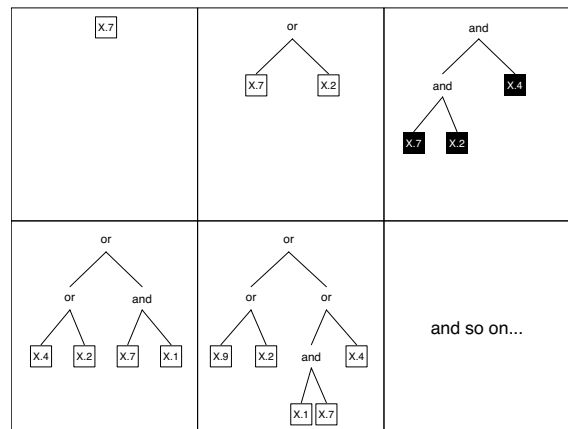 X.7
or
X.7 X.2
and
and X.4
X.7 X.2
or
or and
X.4 X.2 X.7 X.1
or
or or
X.9 X.2 and X.4
X.1 X.7
and so on...